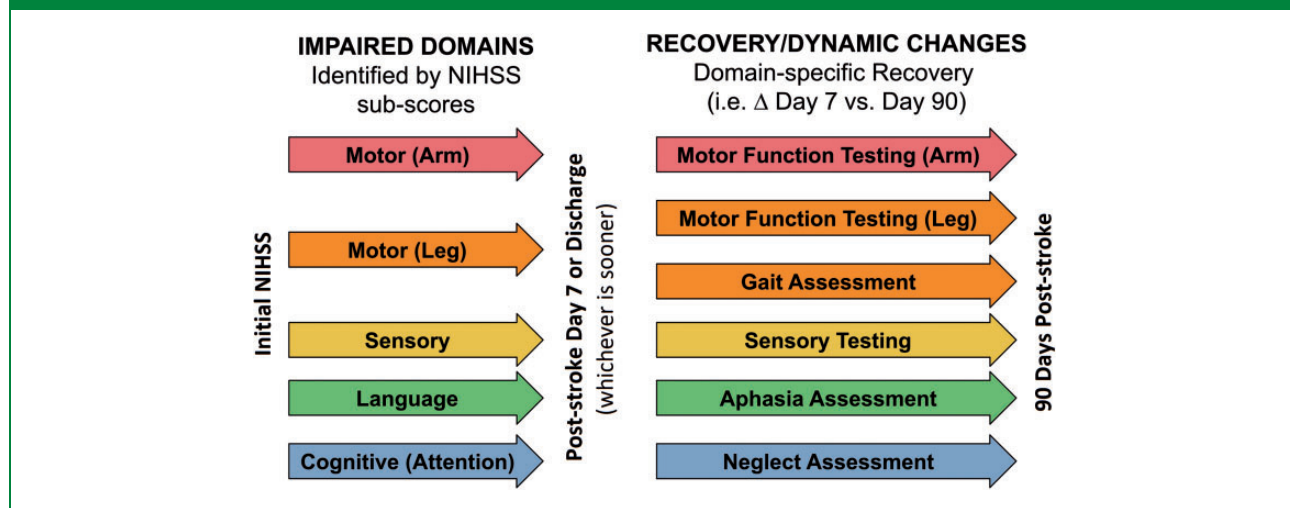 IMPAIRED DOMAINS
Identified by NIHSS
sub-scores
RECOVERY/DYNAMIC CHANGES
Domain-specific Recovery
(i.e. Δ Day 7 vs. Day 90)
Initial NIHSS
Motor (Arm)
Motor (Leg)
Sensory
Language
Cognitive (Attention)
Post-stroke Day 7 or Discharge
(whichever is sooner)
Motor Function Testing (Arm)
Motor Function Testing (Leg)
Gait Assessment
Sensory Testing
Aphasia Assessment
Neglect Assessment
90 Days Post-stroke